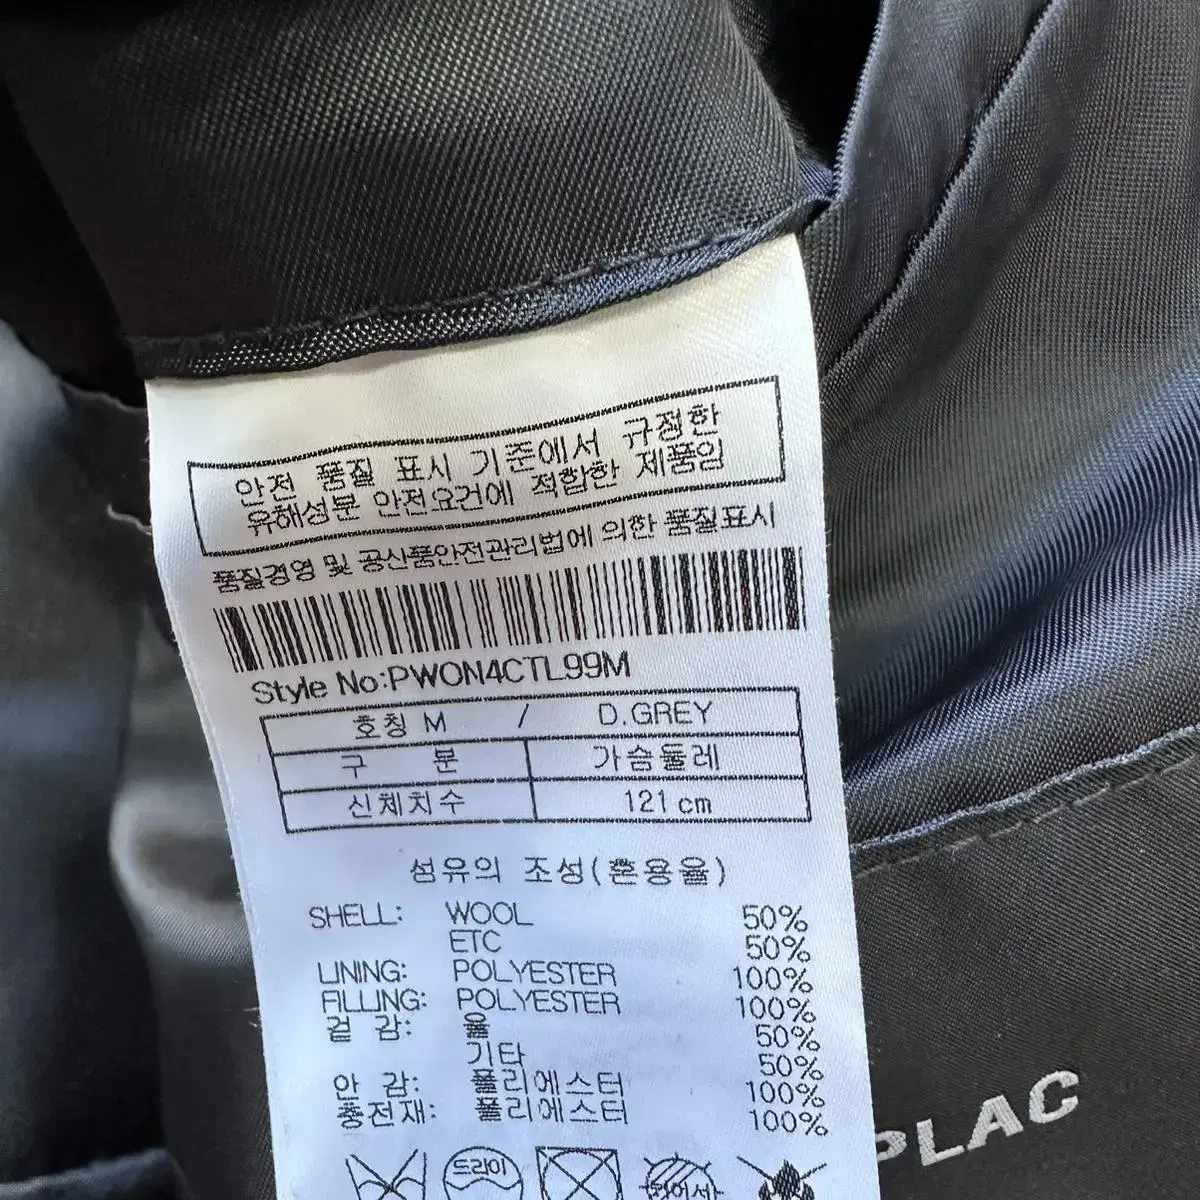 안전 품질 표시 기준에서 규정한
유해성분 안전요건에 적합한 제품임
품질경영 및 공산품안전관리법에 의한 품질표시
Style No:PWON4CTL99M
호칭 M / D.GREY
구 분 가슴둘레
신체치수 121cm
섬유의 조성(혼용율)
SHELL: WOOL 50%
ETC 50%
LINING: POLYESTER 100%
FILLING: POLYESTER 100%
겉 감: 울 50%
기타 50%
안 감: 폴리에스터 100%
충전재: 폴리에스터 100%
드라이
PLAC